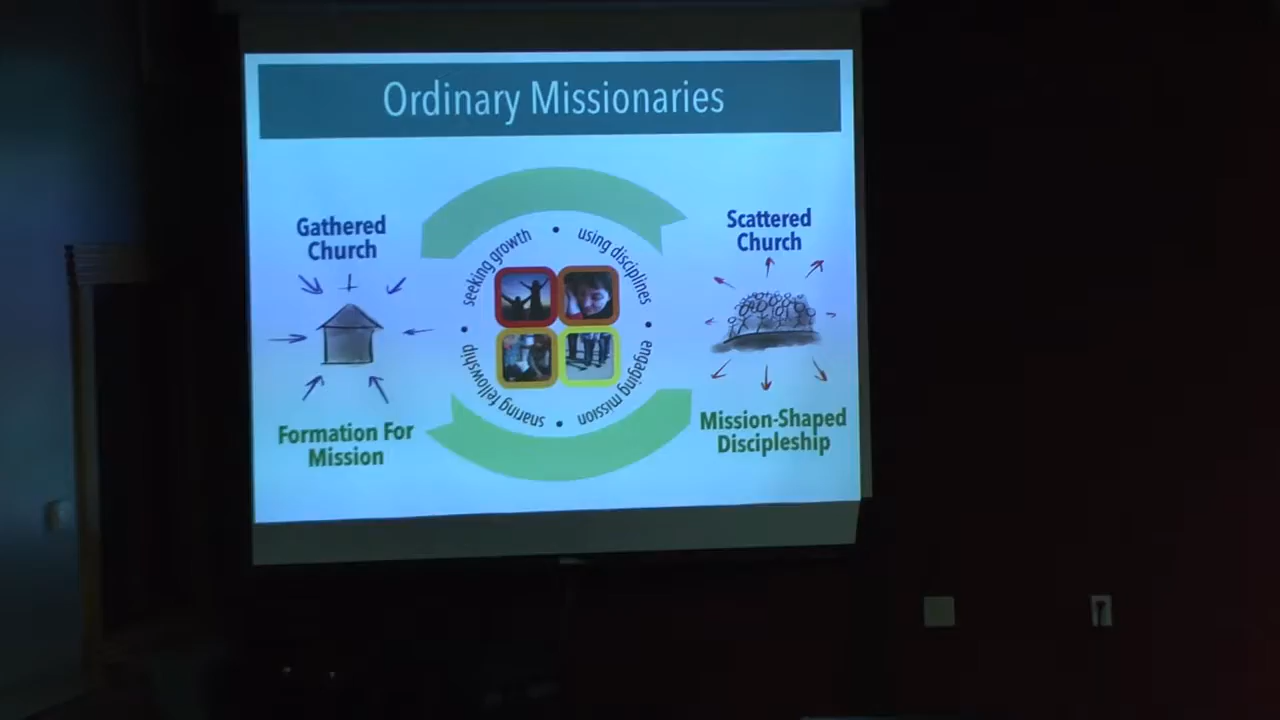 Ordinary Missionaries
Gathered
Church
Scattered
Church
seeking growth
using disciplines
sharing fellowship
engaging mission
Formation For
Mission
Mission-Shaped
Discipleship